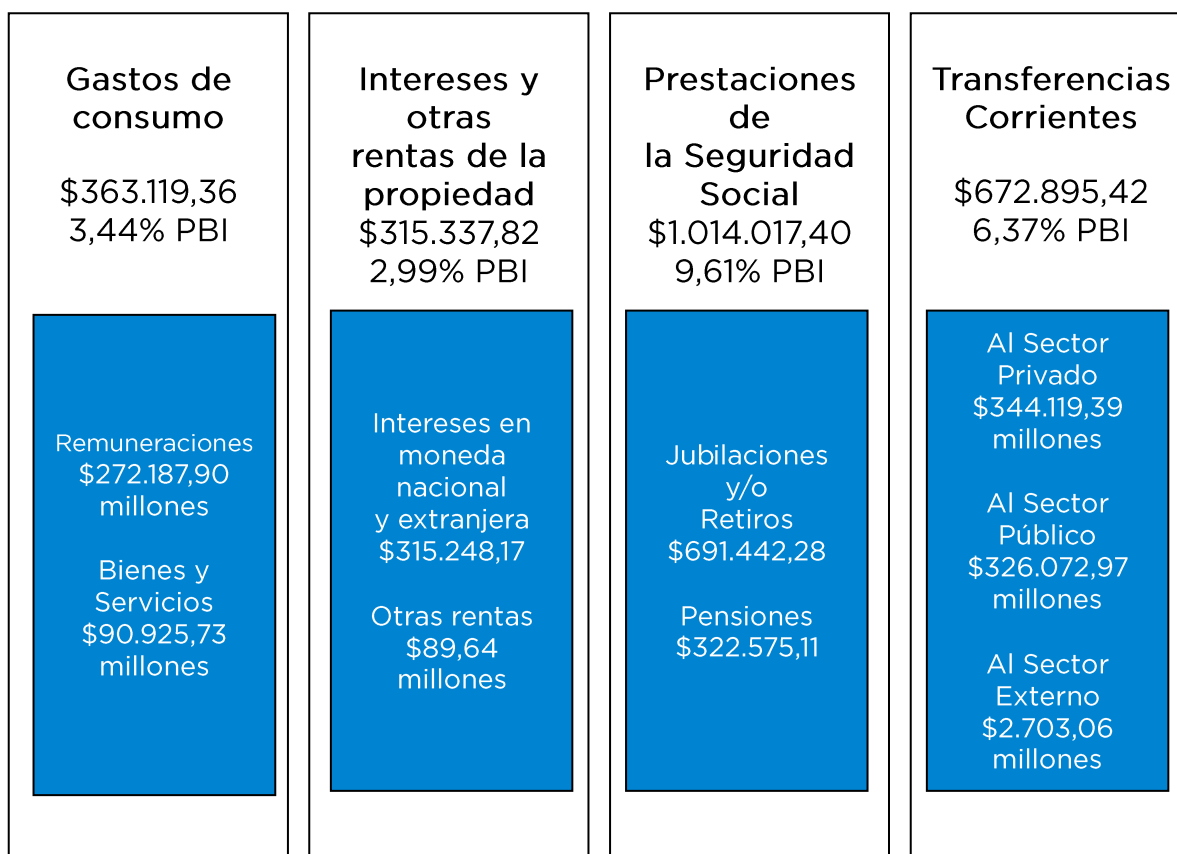 Gastos de
consumo
$363.119,36
3,44% PBI
Remuneraciones
$272.187,90
millones
Bienes y
Servicios
$90.925,73
millones
Intereses y
otras
rentas de la
propiedad
$315.337,82
2,99% PBI
Intereses en
moneda
nacional
y extranjera
$315.248,17
Otras rentas
$89,64
millones
Prestaciones
de
la Seguridad
Social
$1.014.017,40
9,61% PBI
Jubilaciones
y/o
Retiros
$691.442,28
Pensiones
$322.575,11
Transferencias
Corrientes
$672.895,42
6,37% PBI
Al Sector
Privado
$344.119,39
millones
Al Sector
Público
$326.072,97
millones
Al Sector
Externo
$2.703,06
millones